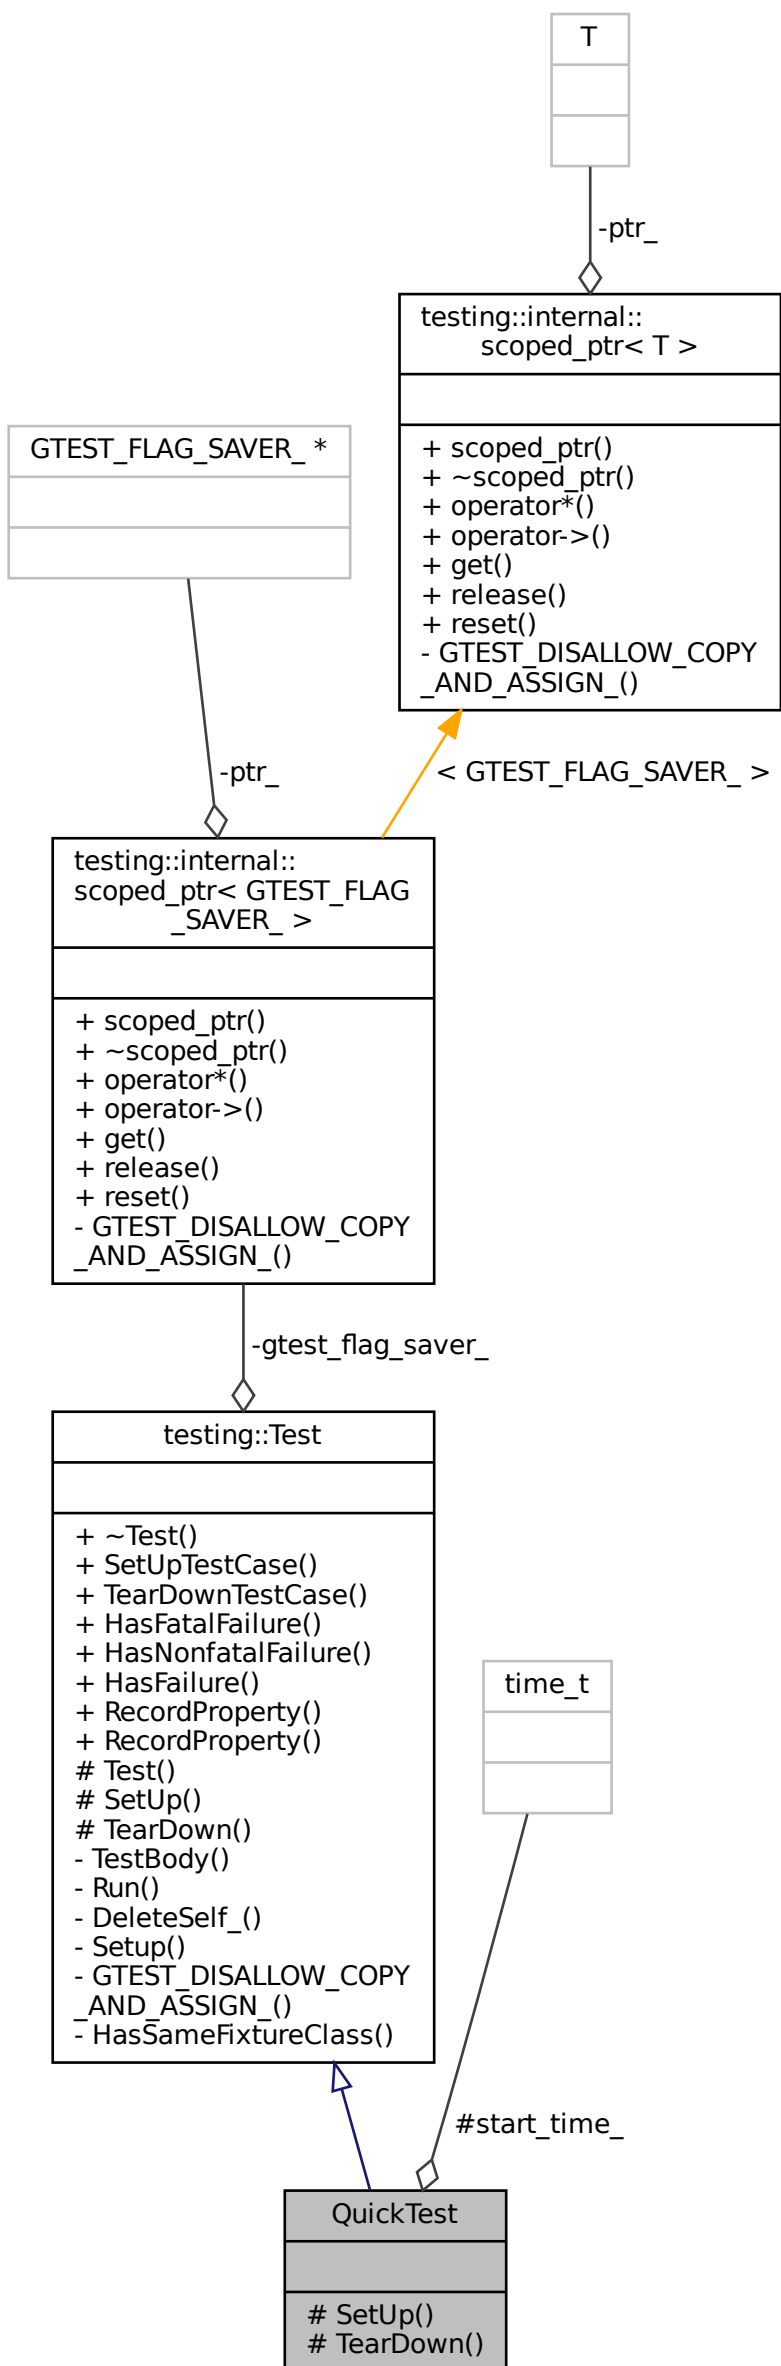 T
-ptr_
testing::internal::
scoped_ptr< T >
+ scoped_ptr()
+ ~scoped_ptr()
+ operator*()
+ operator->()
+ get()
+ release()
+ reset()
- GTEST_DISALLOW_COPY
_AND_ASSIGN_()
GTEST_FLAG_SAVER_ *
-ptr_
< GTEST_FLAG_SAVER_ >
testing::internal::
scoped_ptr< GTEST_FLAG
_SAVER_ >
+ scoped_ptr()
+ ~scoped_ptr()
+ operator*()
+ operator->()
+ get()
+ release()
+ reset()
- GTEST_DISALLOW_COPY
_AND_ASSIGN_()
-gtest_flag_saver_
testing::Test
+ ~Test()
+ SetUpTestCase()
+ TearDownTestCase()
+ HasFatalFailure()
+ HasNonfatalFailure()
+ HasFailure()
+ RecordProperty()
+ RecordProperty()
# Test()
# SetUp()
# TearDown()
- TestBody()
- Run()
- DeleteSelf_()
- Setup()
- GTEST_DISALLOW_COPY
_AND_ASSIGN_()
- HasSameFixtureClass()
time_t
#start_time_
QuickTest
# SetUp()
# TearDown()